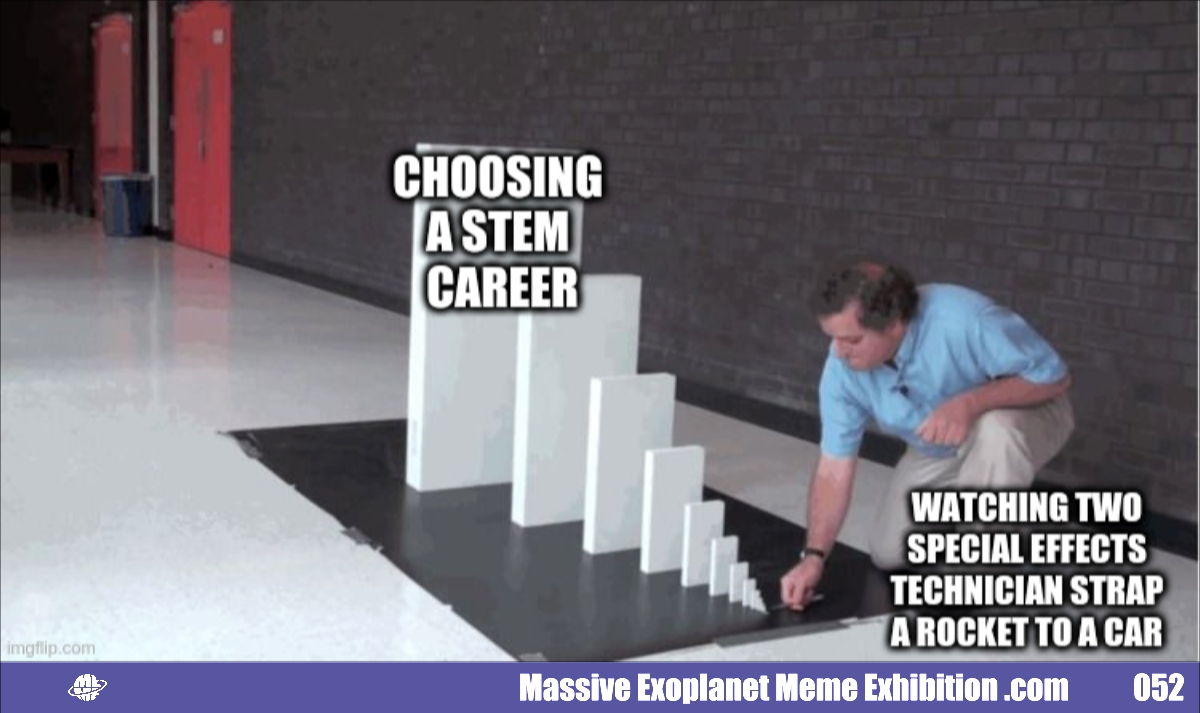 CHOOSING
A STEM
CAREER
WATCHING TWO
SPECIAL EFFECTS
TECHNICIAN STRAP
A ROCKET TO A CAR
imgflip.com
Massive Exoplanet Meme Exhibition .com 052